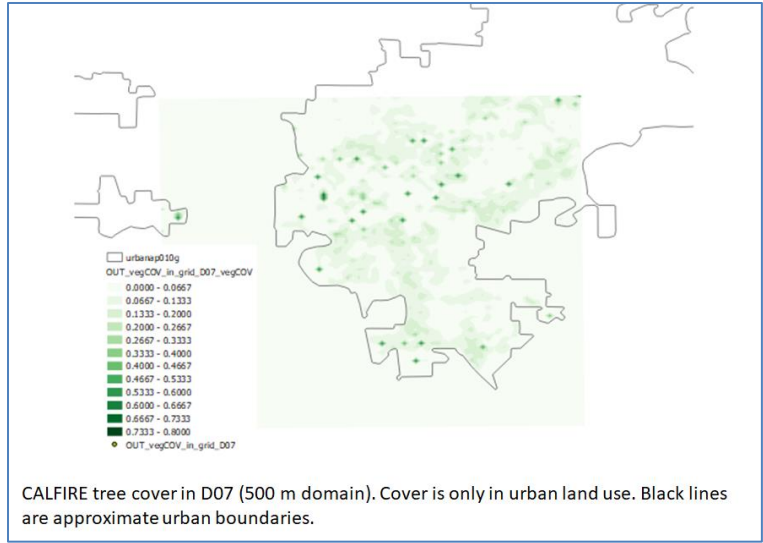 urbanap010g
OUT_vegCOV_in_grid_D07_vegCOV
0.0000 - 0.0667
0.0667 - 0.1333
0.1333 - 0.2000
0.2000 - 0.2667
0.2667 - 0.3333
0.3333 - 0.4000
0.4000 - 0.4667
0.4667 - 0.5333
0.5333 - 0.6000
0.6000 - 0.6667
0.6667 - 0.7333
0.7333 - 0.8000
OUT_vegCOV_in_grid_D07
CALFIRE tree cover in D07 (500 m domain). Cover is only in urban land use. Black lines
are approximate urban boundaries.